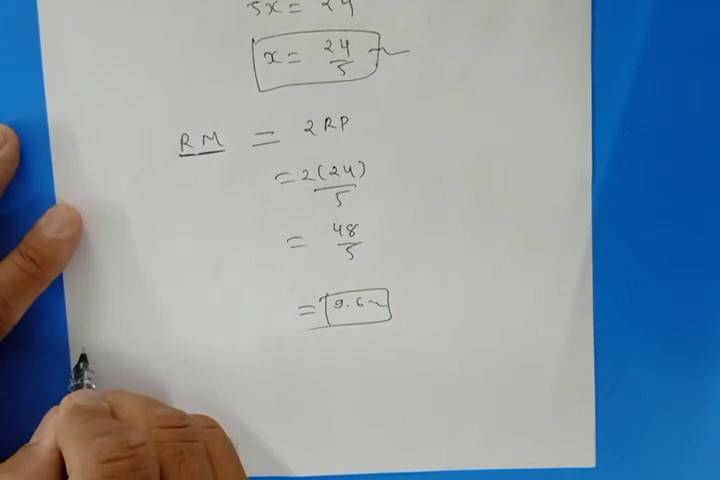 5x = 24
x = 24/5
RM = 2RP
= 2(24)/5
= 48/5
= 9.6